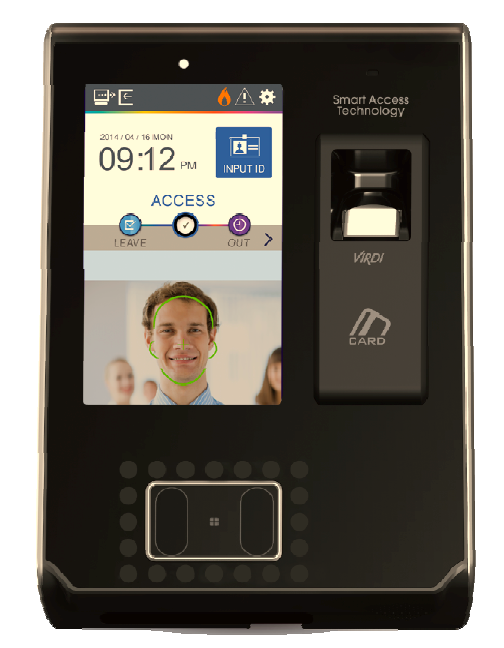 Smart Access
Technology
2014 / 04 / 16 MON
09:12 PM
INPUT ID
ACCESS
LEAVE
OUT
ViRDI
CARD